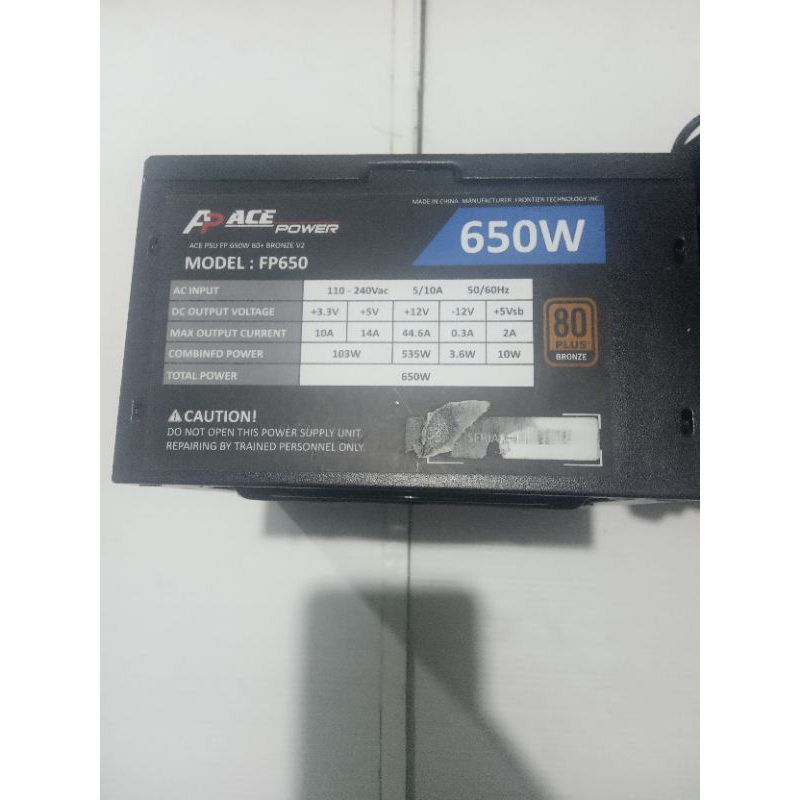 MADE IN CHINA. MANUFACTURER: FRONTIER TECHNOLOGY INC.
AP ACE POWER
650W
ACE PSU FP 650W 80+ BRONZE V2
MODEL : FP650
AC INPUT 110 - 240Vac 5/10A 50/60Hz
DC OUTPUT VOLTAGE +3.3V +5V +12V -12V +5Vsb
MAX OUTPUT CURRENT 10A 14A 44.6A 0.3A 2A
COMBINED POWER 103W 535W 3.6W 10W
TOTAL POWER 650W
80
PLUS
BRONZE
CAUTION!
DO NOT OPEN THIS POWER SUPPLY UNIT.
REPAIRING BY TRAINED PERSONNEL ONLY.